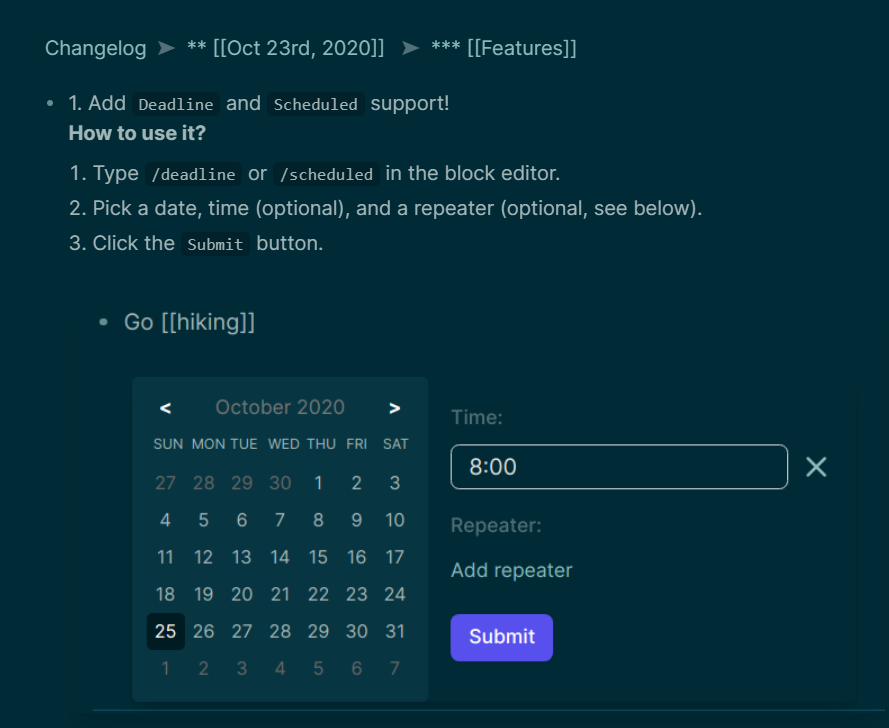 Changelog ➤ ** [[Oct 23rd, 2020]] ➤ *** [[Features]]
• 1. Add Deadline and Scheduled support!
How to use it?
1. Type /deadline or /scheduled in the block editor.
2. Pick a date, time (optional), and a repeater (optional, see below).
3. Click the Submit button.
• Go [[hiking]]
< October 2020 >
SUN MON TUE WED THU FRI SAT
27 28 29 30 1 2 3
4 5 6 7 8 9 10
11 12 13 14 15 16 17
18 19 20 21 22 23 24
25 26 27 28 29 30 31
1 2 3 4 5 6 7
Time:
8:00
Repeater:
Add repeater
Submit